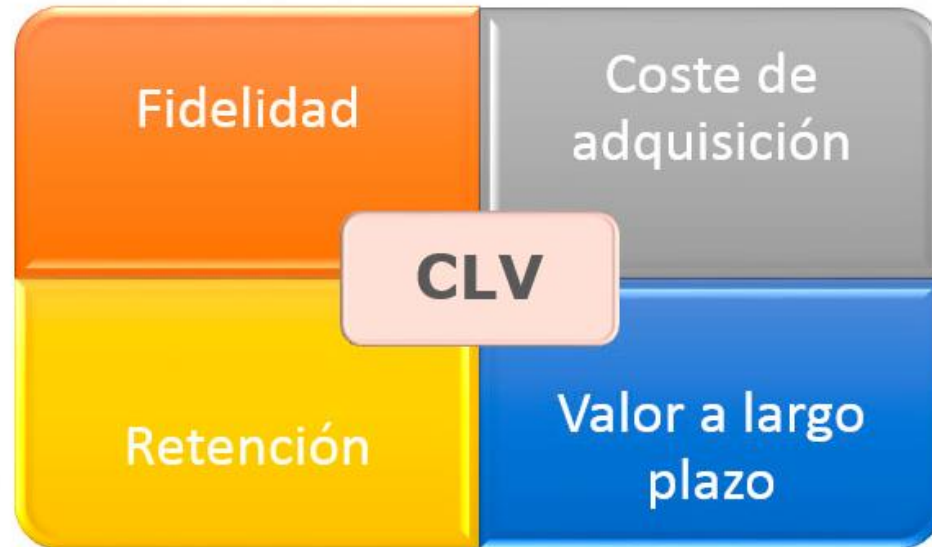 Fidelidad
Coste de
adquisición
CLV
Retención
Valor a largo
plazo